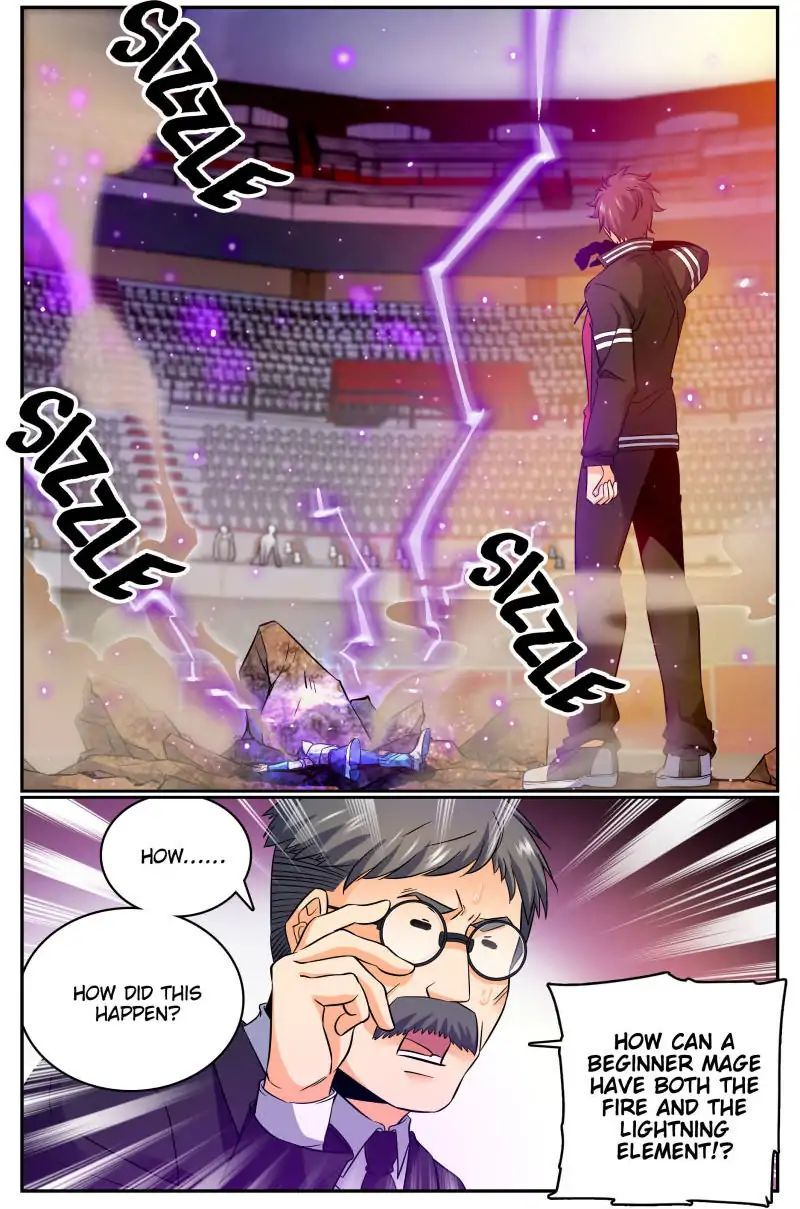 SIZZLE
SIZZLE
SIZZLE
HOW......
HOW DID THIS
HAPPEN?
HOW CAN A
BEGINNER MAGE
HAVE BOTH THE
FIRE AND THE
LIGHTNING
ELEMENT!?